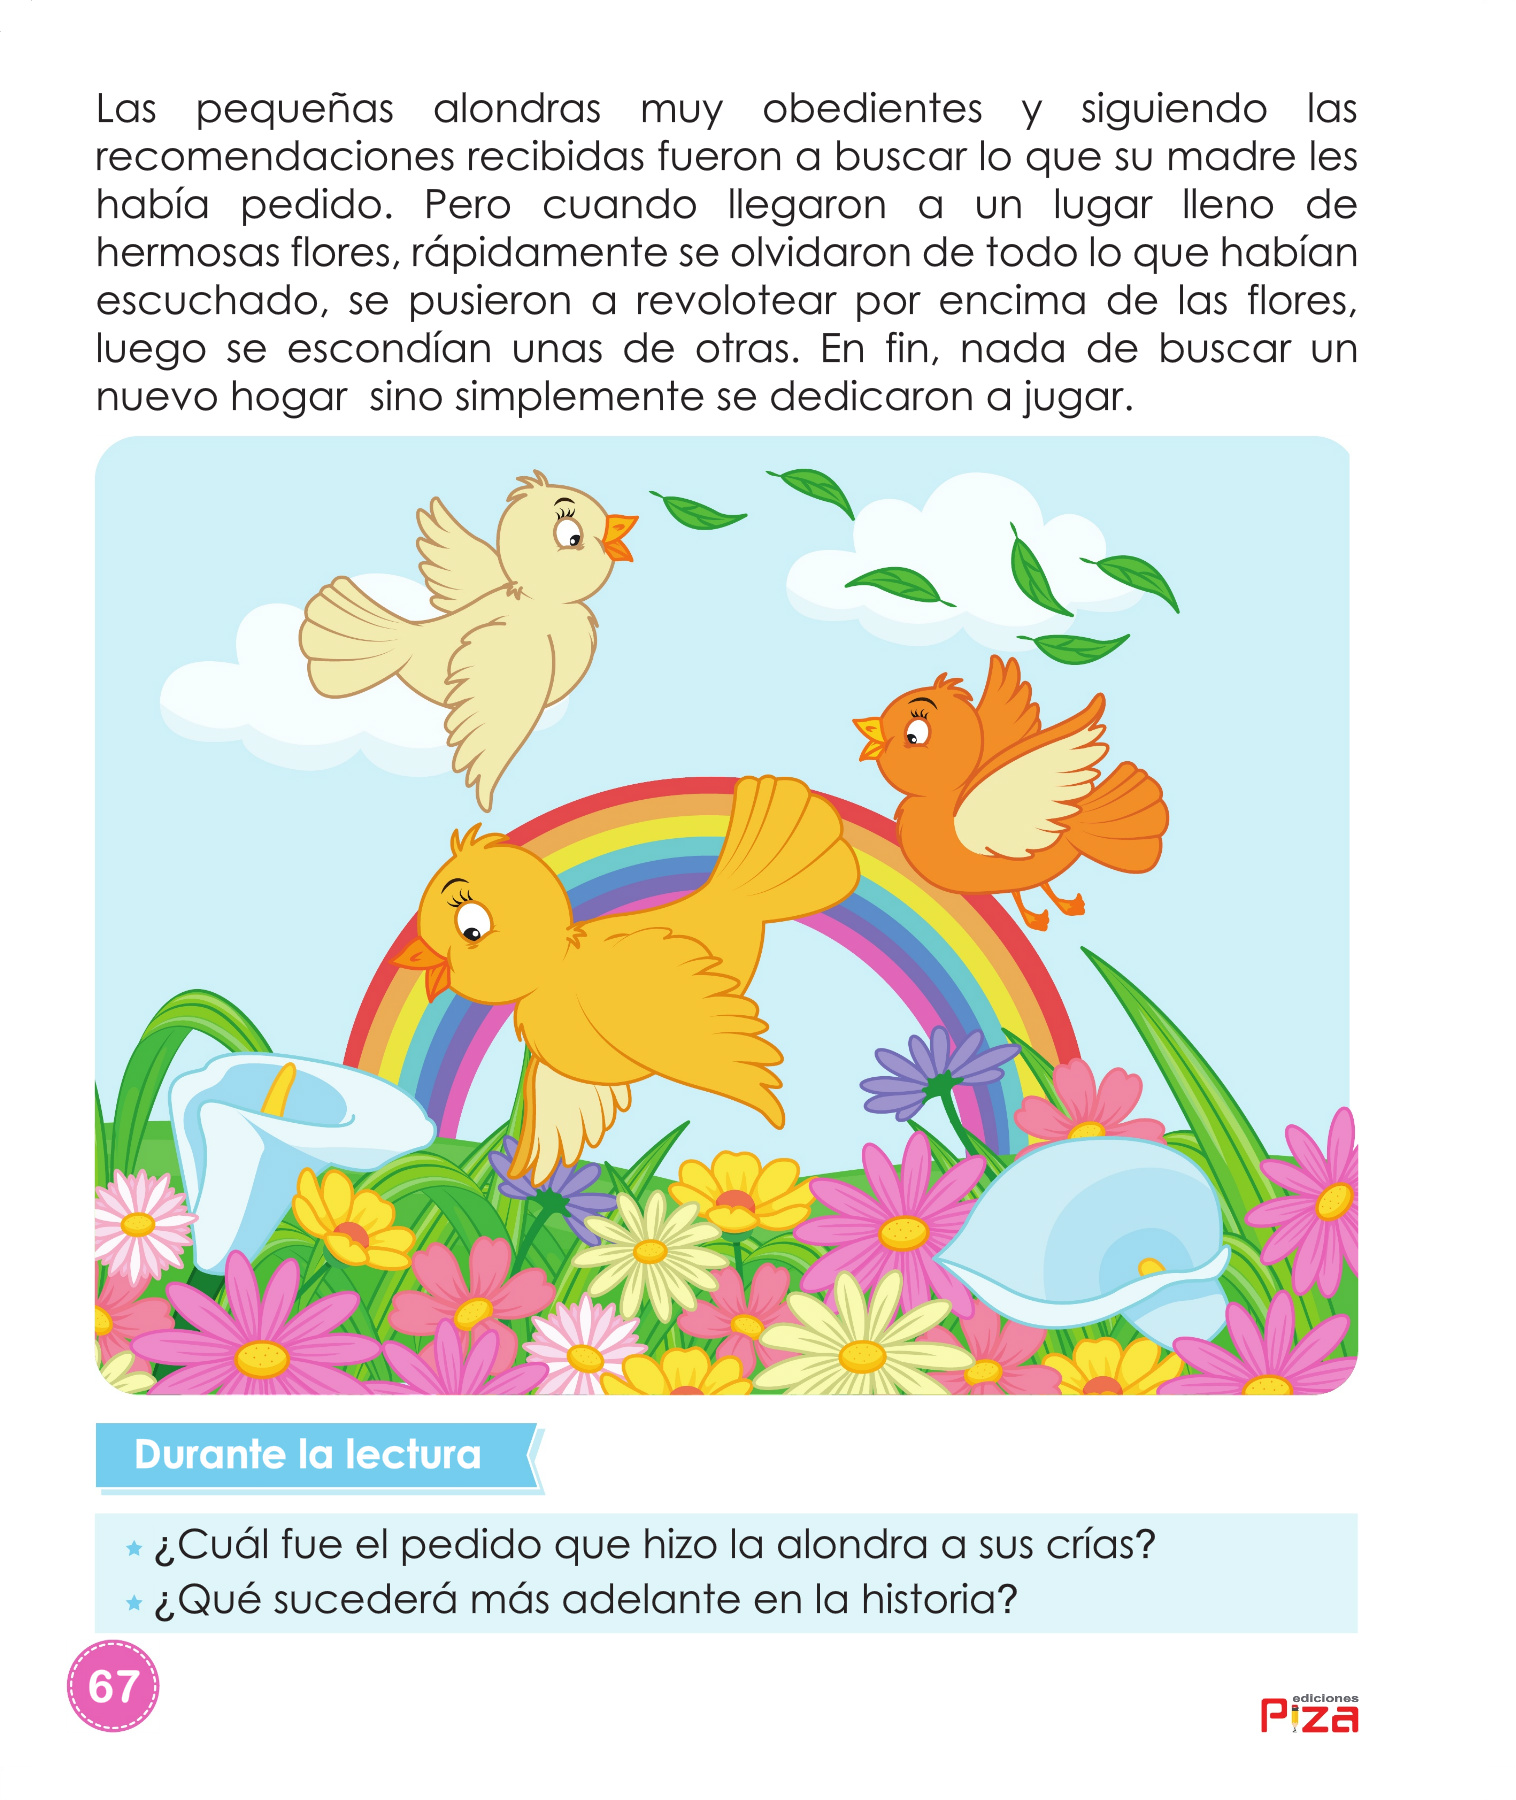 Las pequeñas alondras muy obedientes y siguiendo las
recomendaciones recibidas fueron a buscar lo que su madre les
había pedido. Pero cuando llegaron a un lugar lleno de
hermosas flores, rápidamente se olvidaron de todo lo que habían
escuchado, se pusieron a revolotear por encima de las flores,
luego se escondían unas de otras. En fin, nada de buscar un
nuevo hogar sino simplemente se dedicaron a jugar.
Durante la lectura
¿Cuál fue el pedido que hizo la alondra a sus crías?
¿Qué sucederá más adelante en la historia?
67
ediciones
Piza